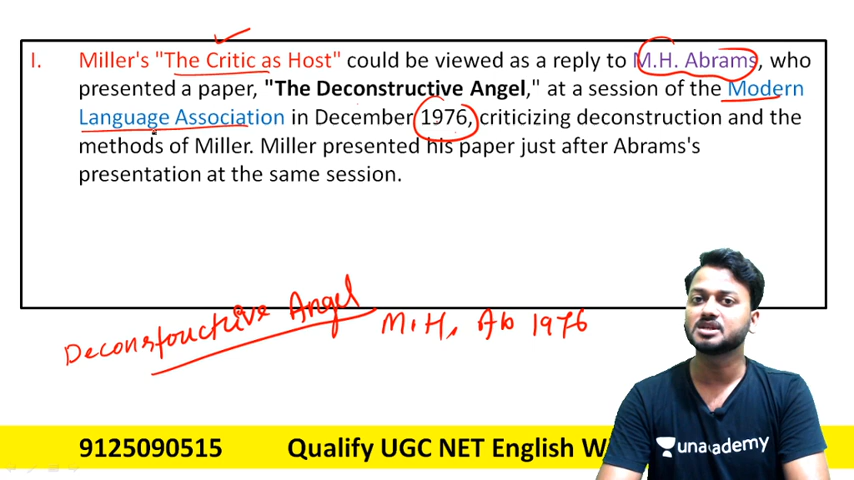 I. Miller's "The Critic as Host" could be viewed as a reply to M.H. Abrams, who
presented a paper, "The Deconstructive Angel," at a session of the Modern
Language Association in December 1976, criticizing deconstruction and the
methods of Miller. Miller presented his paper just after Abrams's
presentation at the same session.
Deconstructive Angel M.H. Ab 1976
unacademy
9125090515 Qualify UGC NET English